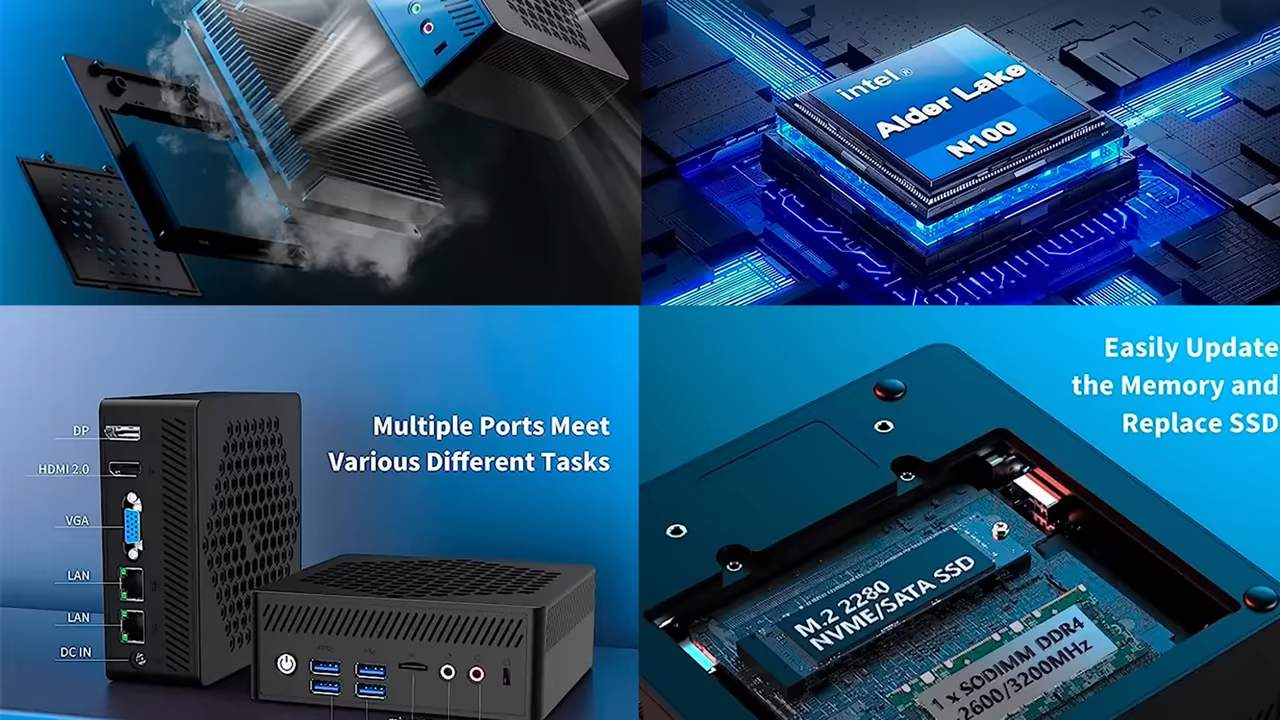 intel®
Alder Lake
N100
Multiple Ports Meet
Various Different Tasks
DP
HDMI 2.0
VGA
LAN
LAN
DC IN
Easily Update
the Memory and
Replace SSD
M.2 2280
NVME/SATA SSD
1 x SODIMM DDR4
-2600/3200MHz